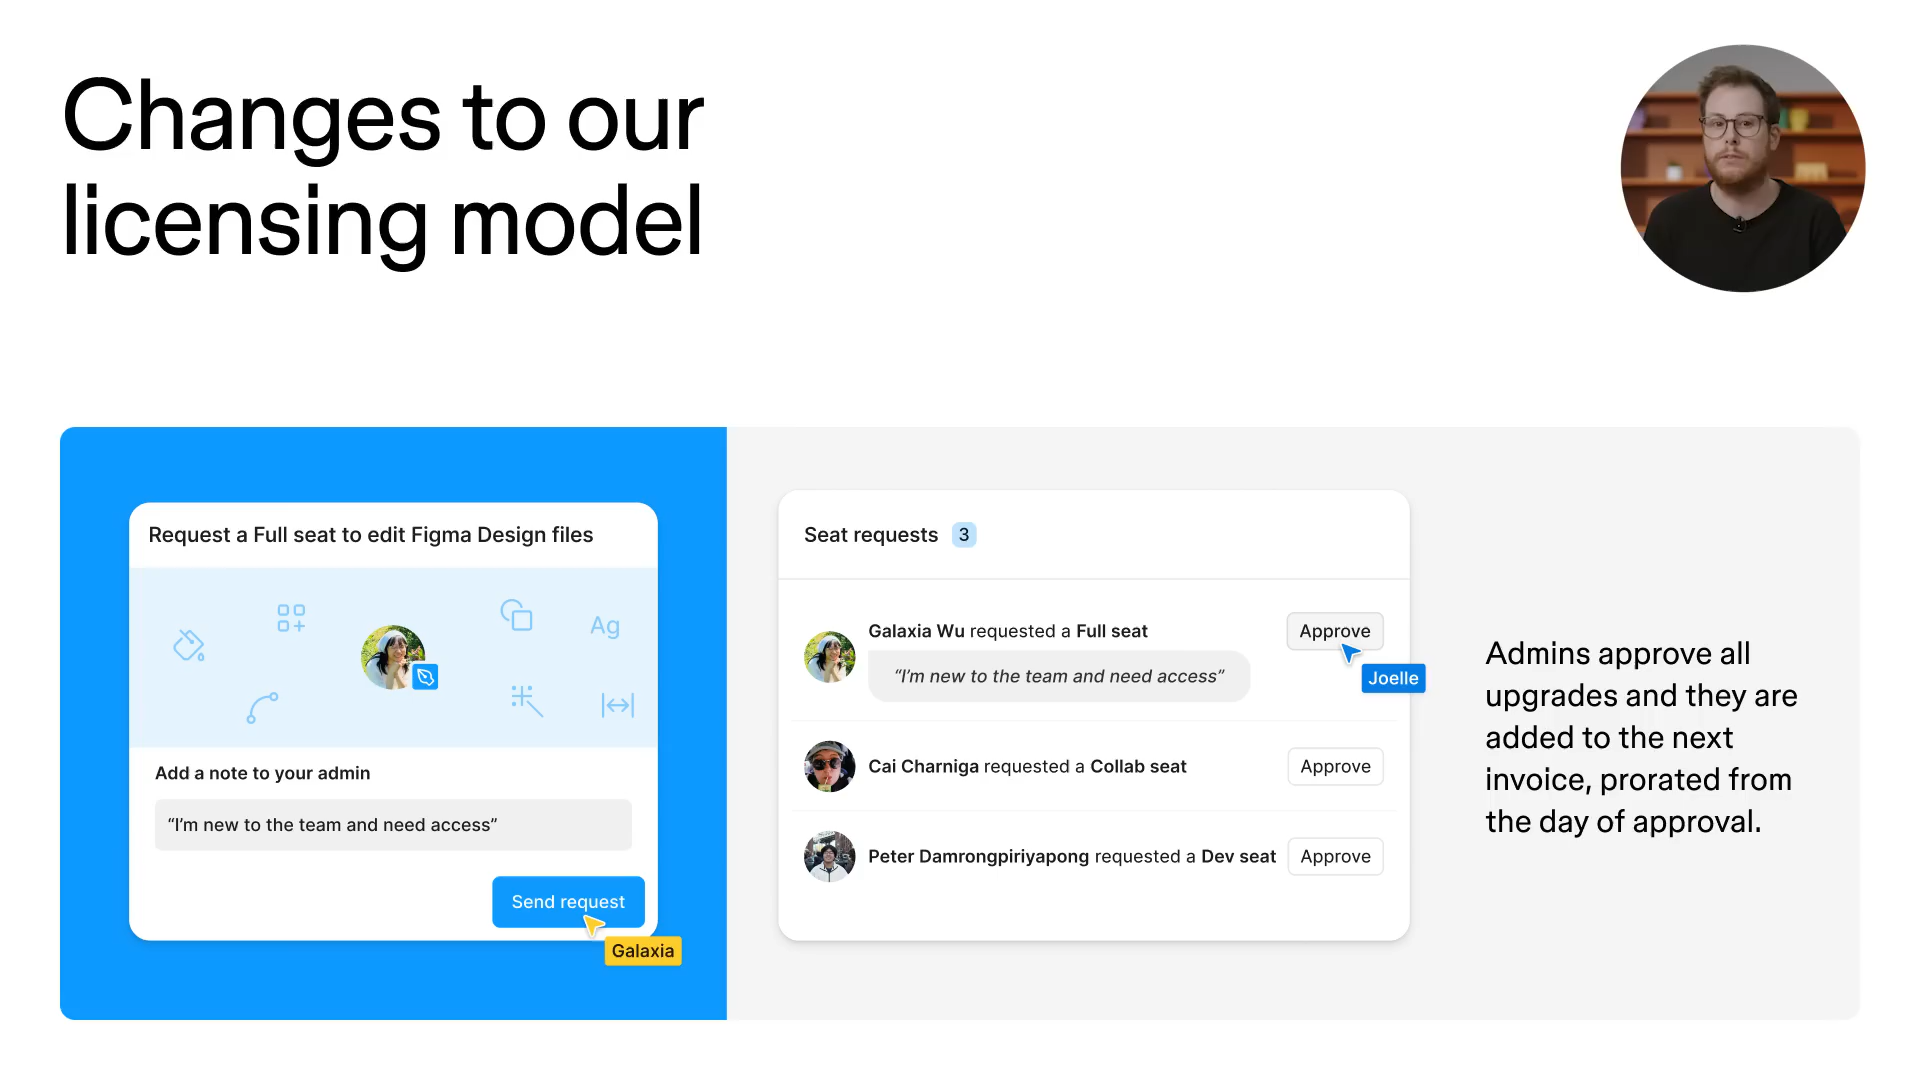 Changes to our
licensing model
Request a Full seat to edit Figma Design files
Ag
Add a note to your admin
“I’m new to the team and need access”
Send request
Galaxia
Seat requests 3
Galaxia Wu requested a Full seat
Approve
“I’m new to the team and need access”
Joelle
Cai Charniga requested a Collab seat
Approve
Peter Damrongpiriyapong requested a Dev seat
Approve
Admins approve all
upgrades and they are
added to the next
invoice, prorated from
the day of approval.